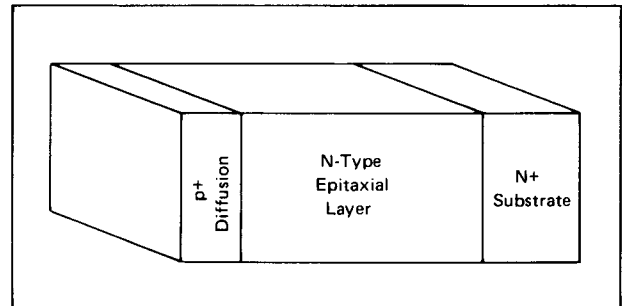 p+
Diffusion
N-Type
Epitaxial
Layer
N+
Substrate